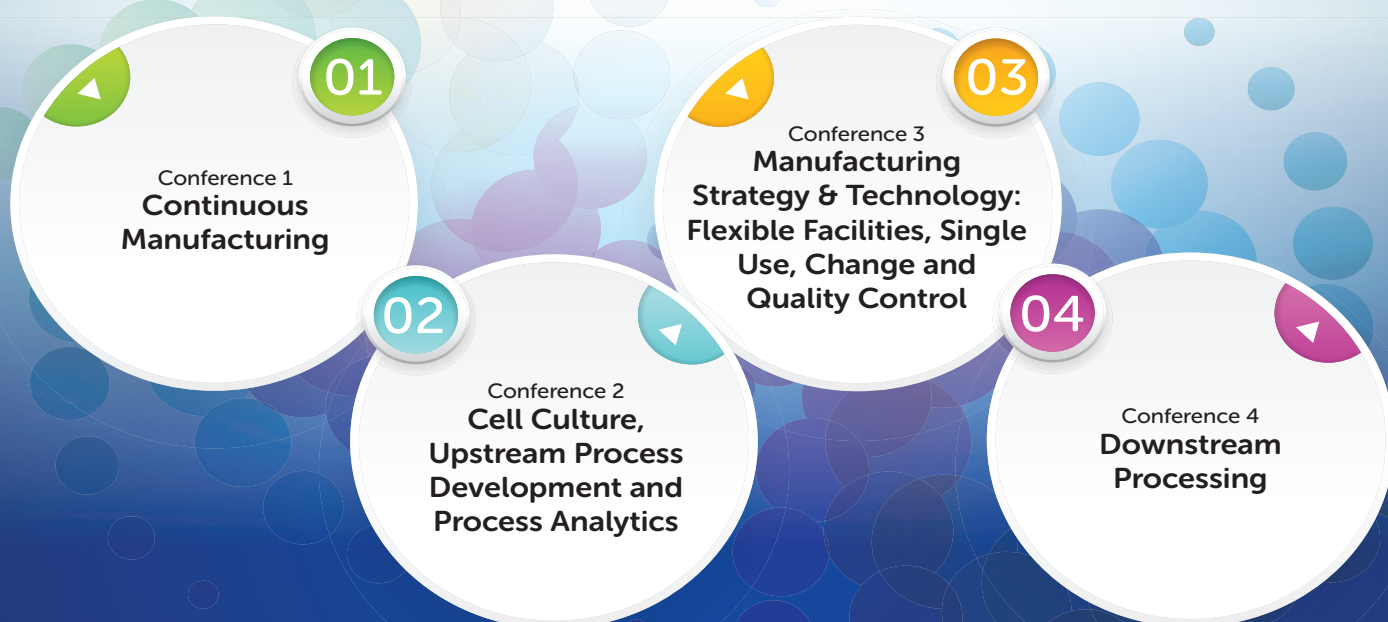 01
Conference 1
Continuous
Manufacturing
02
Conference 2
Cell Culture,
Upstream Process
Development and
Process Analytics
03
Conference 3
Manufacturing
Strategy & Technology:
Flexible Facilities, Single
Use, Change and
Quality Control
04
Conference 4
Downstream
Processing